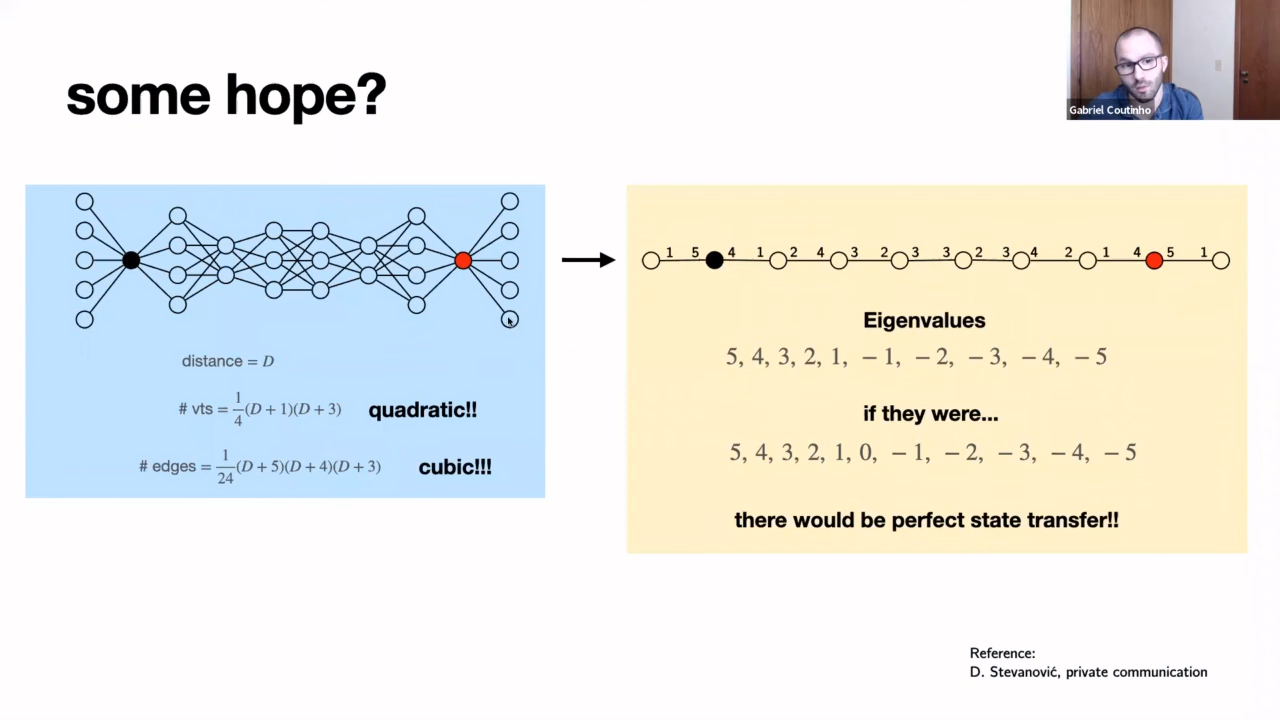 some hope?
Gabriel Coutinho
distance = D
# vts = 1/4 (D + 1)(D + 3) quadratic!!
# edges = 1/24 (D + 5)(D + 4)(D + 3) cubic!!!
1 5 4 1 2 4 3 2 3 3 2 3 4 2 1 4 5 1
Eigenvalues
5, 4, 3, 2, 1, − 1, − 2, − 3, − 4, − 5
if they were...
5, 4, 3, 2, 1, 0, − 1, − 2, − 3, − 4, − 5
there would be perfect state transfer!!
Reference:
D. Stevanović, private communication